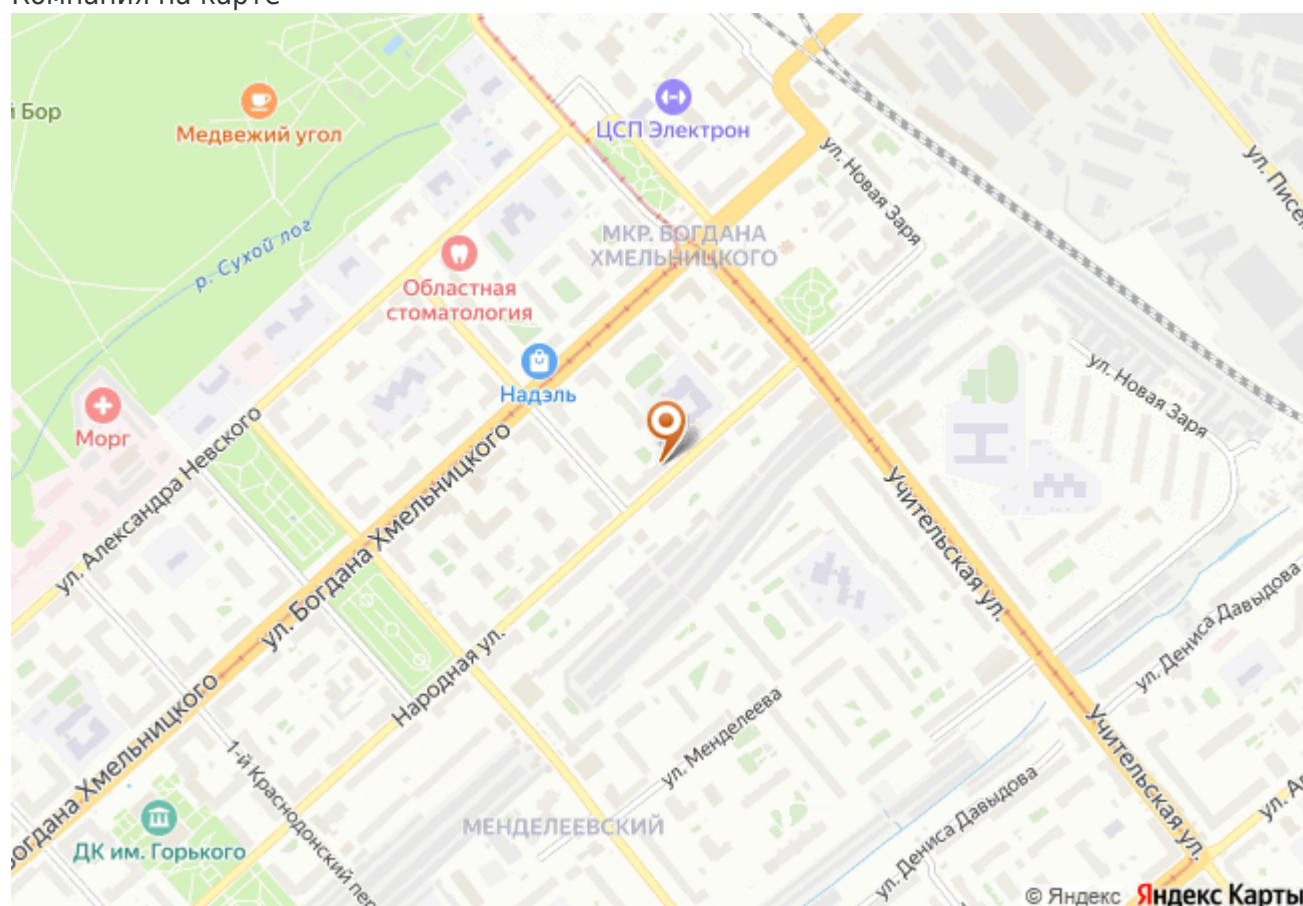 Компания на карте
й Бор
Медвежий угол
ЦСП Электрон
ул. Новая Заря
ул. Писе
р. Сухой лог
МКР. БОГДАНА
ХМЕЛЬНИЦКОГО
Областная
стоматология
Надэль
ул. Новая Заря
Морг
ул. Александра Невского
ул. Богдана Хмельницкого
Учительская ул.
Народная ул.
ул. Дениса Давыдова
огдана Хмельницкого
ул. Менделеева
1-й Краснодонский пер
МЕНДЕЛЕЕВСКИЙ
ДК им. Горького
ул. Дениса Давыдова
Учительская ул.
ул. А
© Яндекс Яндекс Карты